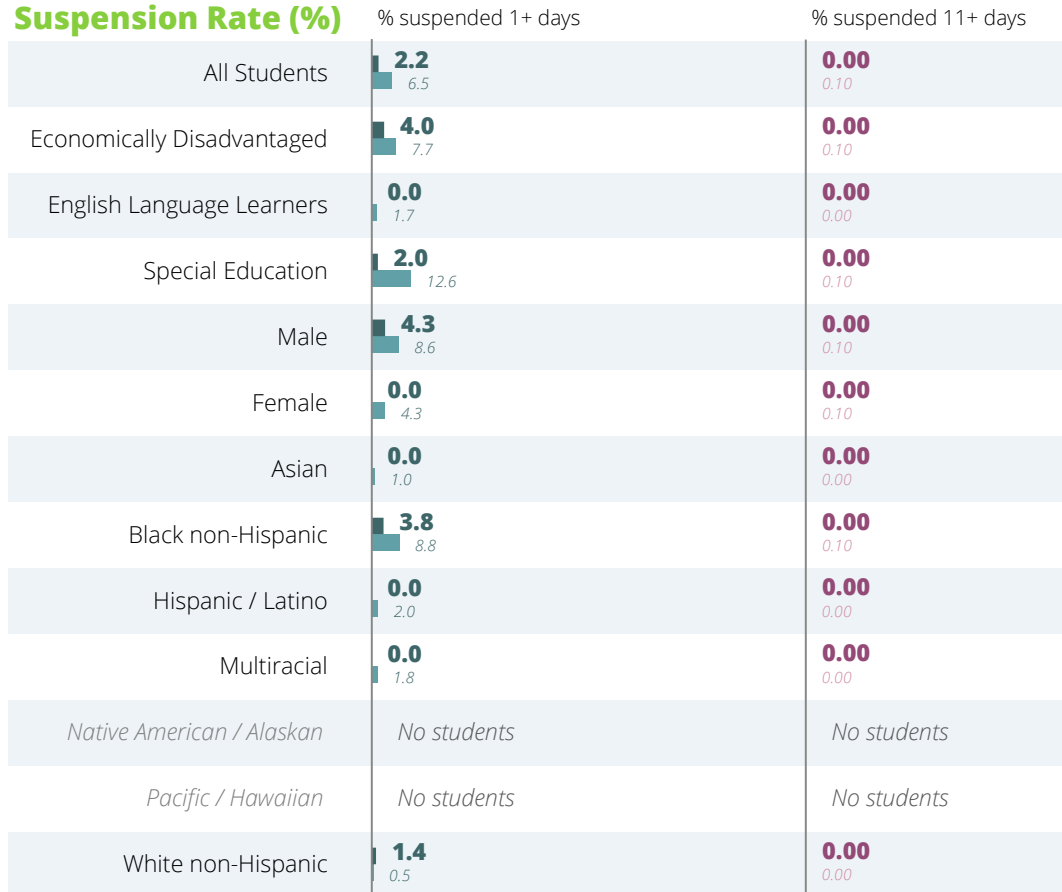 Suspension Rate (%) % suspended 1+ days % suspended 11+ days
All Students 2.2 0.00
6.5 0.10
Economically Disadvantaged 4.0 0.00
7.7 0.10
English Language Learners 0.0 0.00
1.7 0.00
Special Education 2.0 0.00
12.6 0.10
Male 4.3 0.00
8.6 0.10
Female 0.0 0.00
4.3 0.10
Asian 0.0 0.00
1.0 0.00
Black non-Hispanic 3.8 0.00
8.8 0.10
Hispanic / Latino 0.0 0.00
2.0 0.00
Multiracial 0.0 0.00
1.8 0.00
Native American / Alaskan No students No students
Pacific / Hawaiian No students No students
White non-Hispanic 1.4 0.00
0.5 0.00